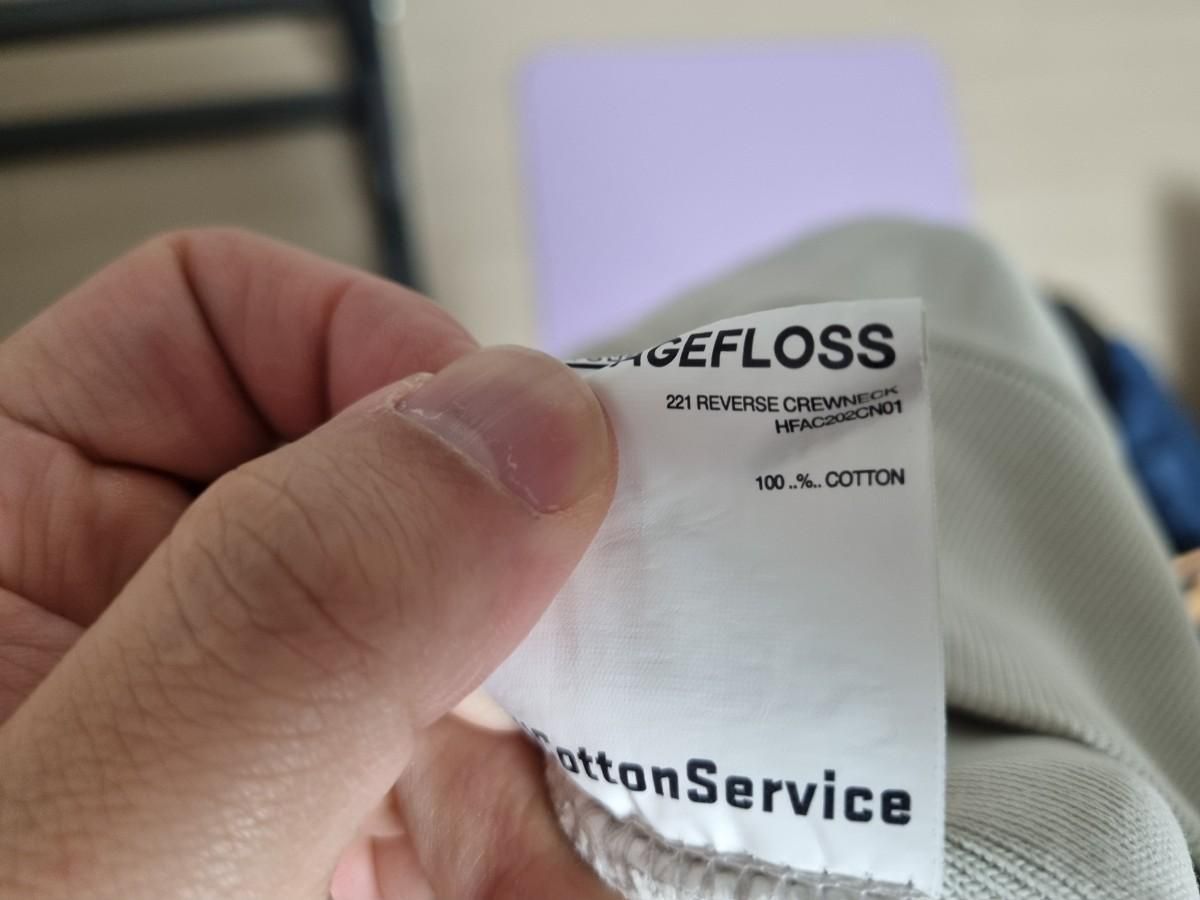 AGEFLOSS
221 REVERSE CREWNECK
HFAC202CN01
100 ..%.. COTTON
CottonService